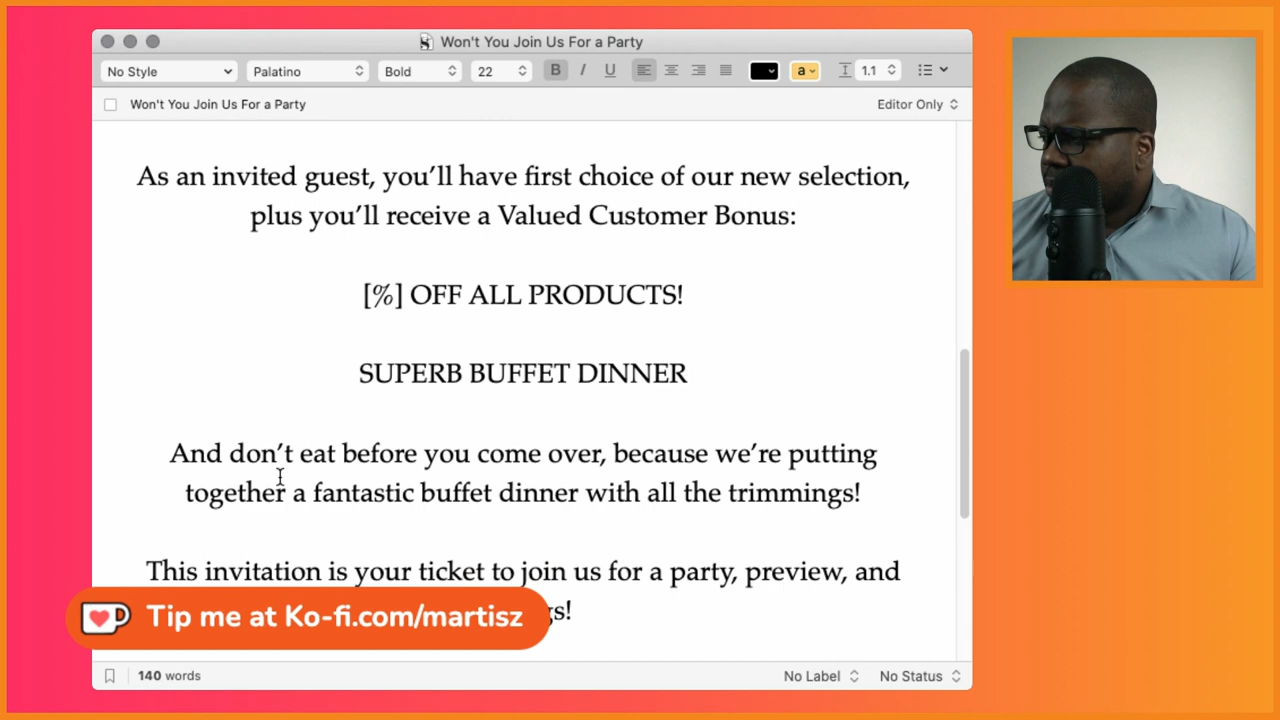 Won't You Join Us For a Party
No Style Palatino Bold 22 B I U a 1.1
Won't You Join Us For a Party Editor Only
As an invited guest, you’ll have first choice of our new selection,
plus you’ll receive a Valued Customer Bonus:
[%] OFF ALL PRODUCTS!
SUPERB BUFFET DINNER
And don’t eat before you come over, because we’re putting
together a fantastic buffet dinner with all the trimmings!
This invitation is your ticket to join us for a party, preview, and
Tip me at Ko-fi.com/martisz
140 words No Label No Status